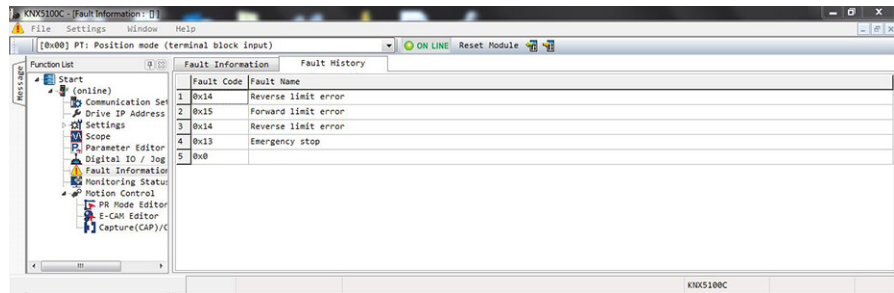 KNX5100C - [Fault Information : []]
File Settings Window Help
[0x00] PT: Position mode (terminal block input) ON LINE Reset Module
Message
Function List
Start
(online)
Communication Set
Drive IP Address
Settings
Scope
Parameter Editor
Digital IO / Jog
Fault Information
Monitoring Status
Motion Control
PR Mode Editor
E-CAM Editor
Capture(CAP)/C
Fault Information Fault History
Fault Code Fault Name
1 0x14 Reverse limit error
2 0x15 Forward limit error
3 0x14 Reverse limit error
4 0x13 Emergency stop
5 0x0
KNX5100C